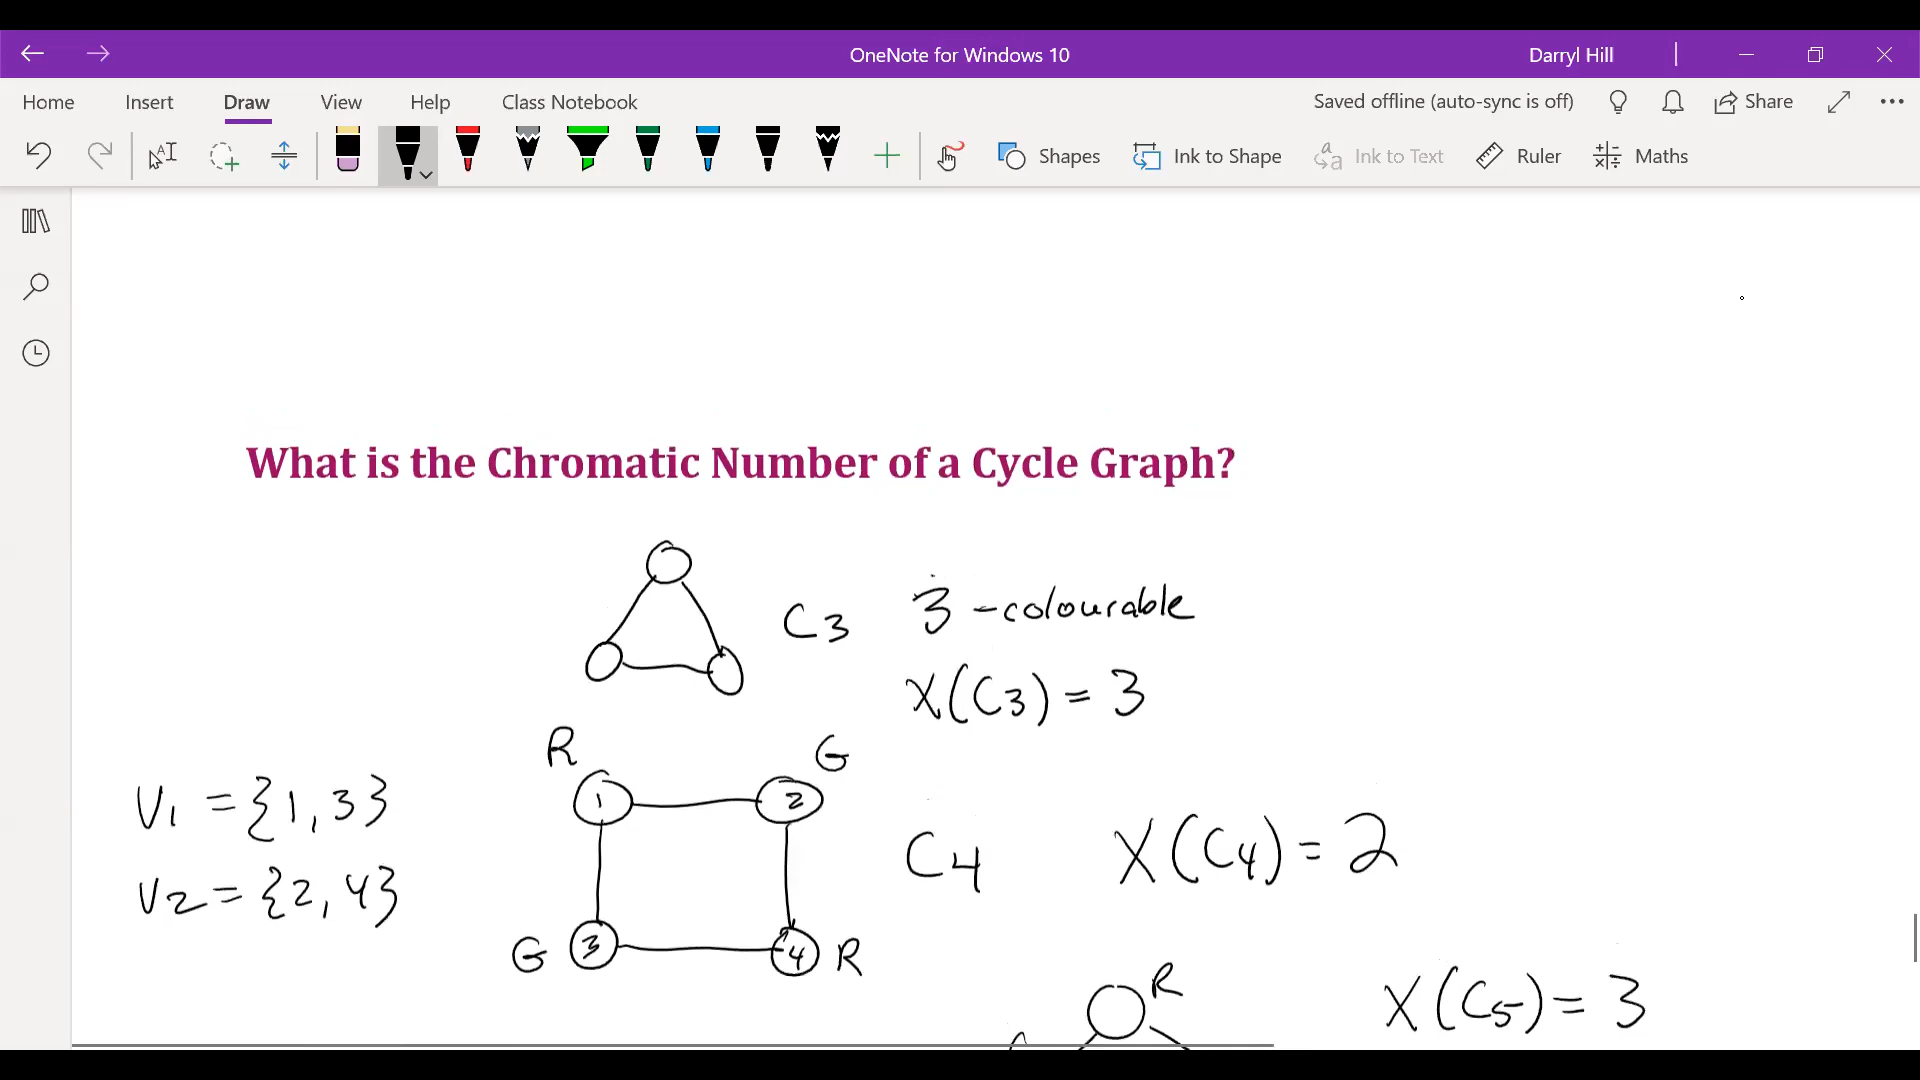 OneNote for Windows 10
Darryl Hill
Home Insert Draw View Help Class Notebook
Saved offline (auto-sync is off) Share
Shapes Ink to Shape Ink to Text Ruler Maths
What is the Chromatic Number of a Cycle Graph?
C3 3-colourable
X(C3) = 3
R G
V1 = {1, 3}
1 2
V2 = {2, 4}
C4 X(C4) = 2
G 3 4 R
R X(C5) = 3